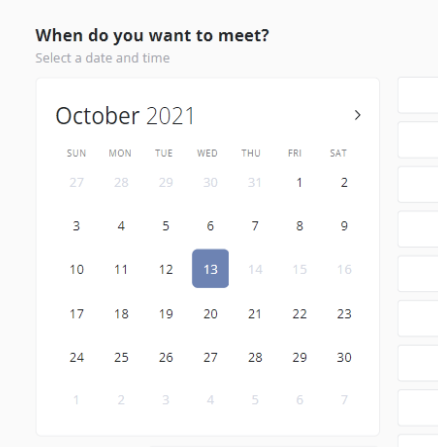 When do you want to meet?
Select a date and time
October 2021 >
SUN MON TUE WED THU FRI SAT
27 28 29 30 31 1 2
3 4 5 6 7 8 9
10 11 12 13 14 15 16
17 18 19 20 21 22 23
24 25 26 27 28 29 30
1 2 3 4 5 6 7